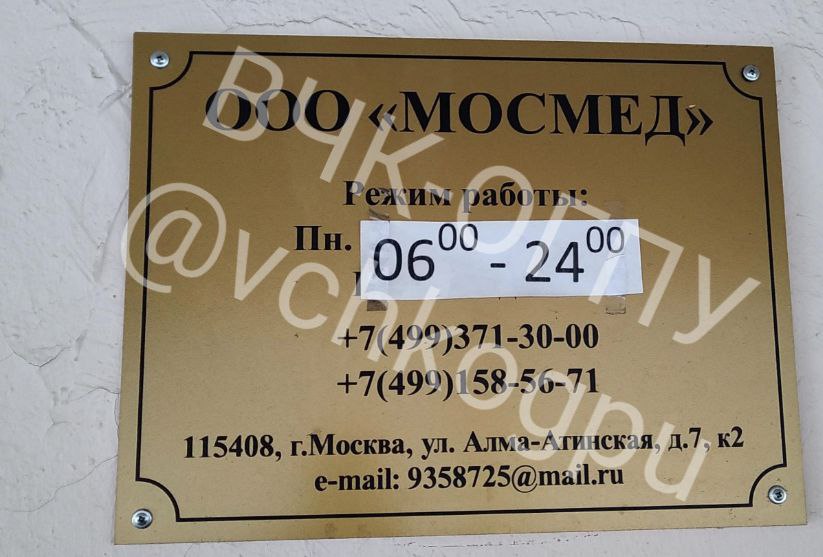 ООО «МОСМЕД»
Режим работы:
Пн.
06⁰⁰ - 24⁰⁰
+7(499)371-30-00
+7(499)158-56-71
115408, г.Москва, ул. Алма-Атинская, д.7, к2
e-mail: 9358725@mail.ru
ВЧК-ОГПУ
@vchkogpu